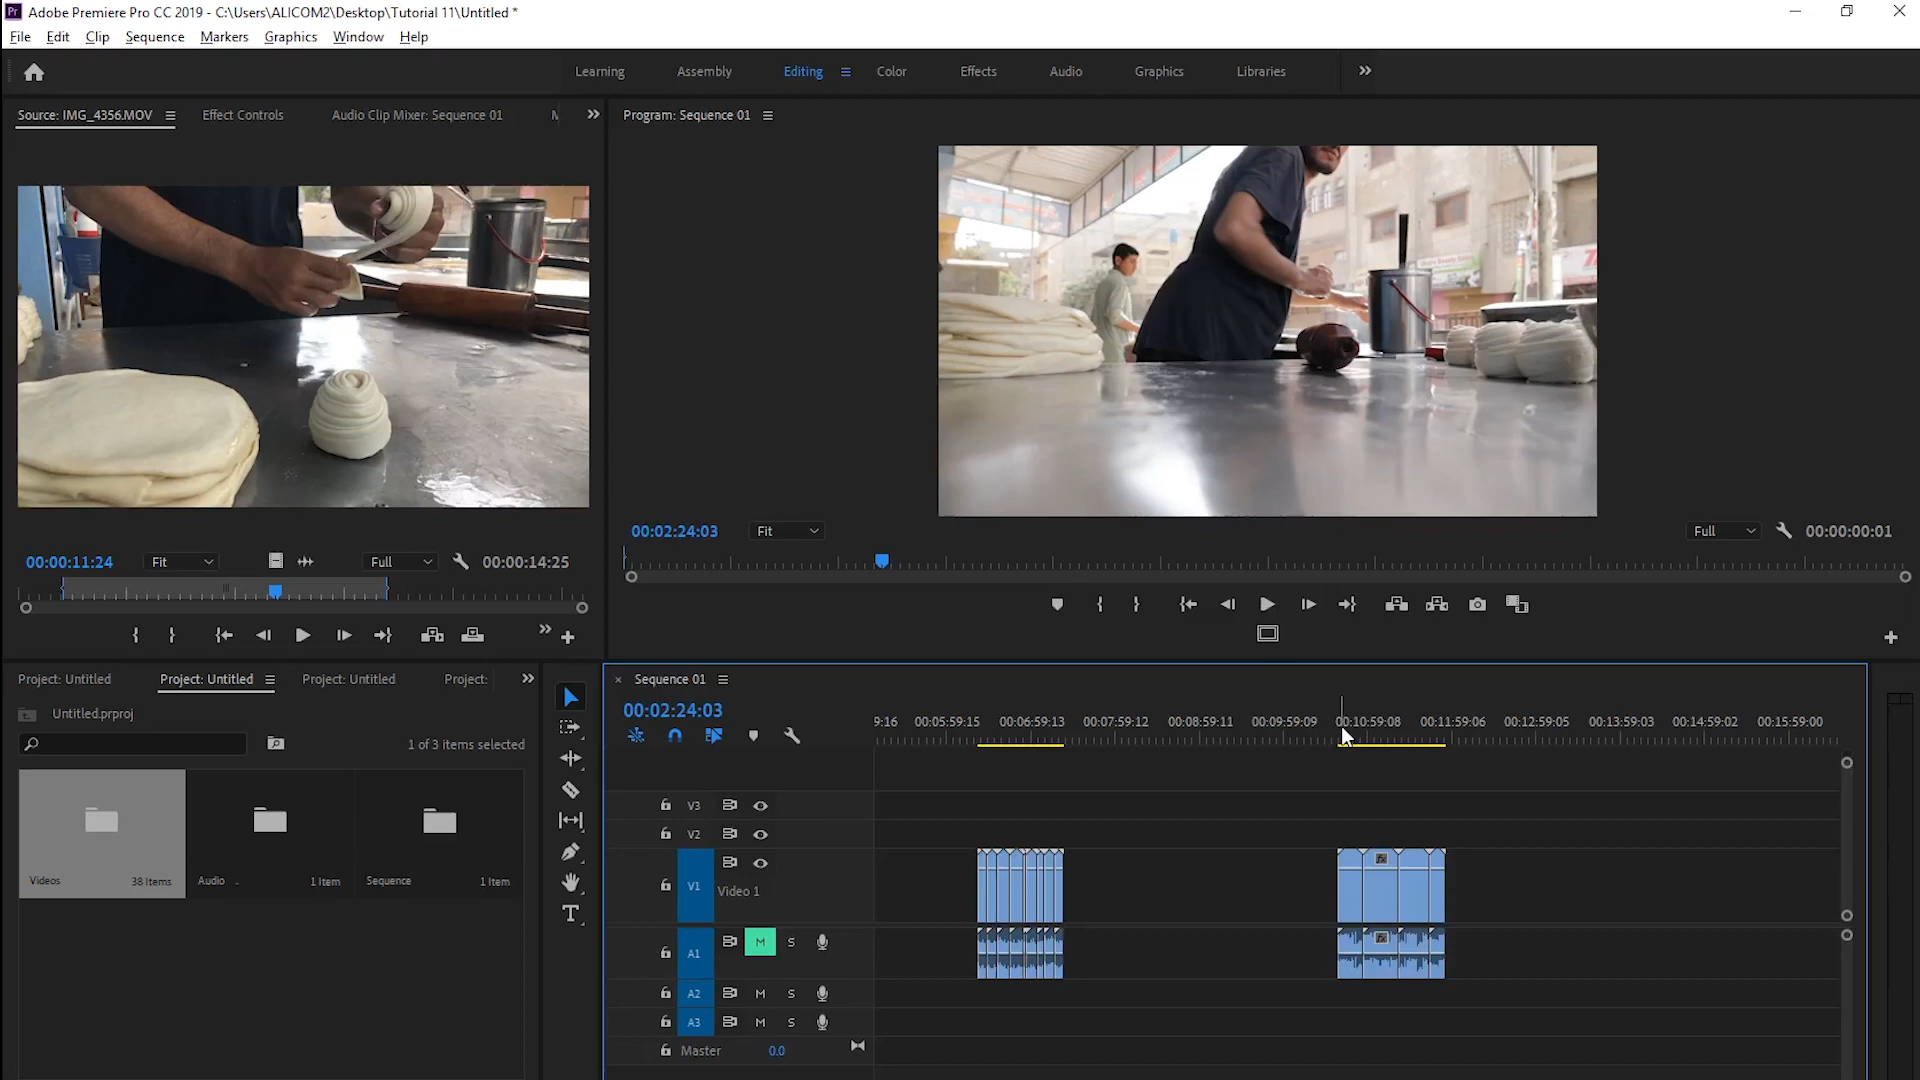 Pr Adobe Premiere Pro CC 2019 - C:\Users\ALICOM2\Desktop\Tutorial 11\Untitled *
File Edit Clip Sequence Markers Graphics Window Help
Learning Assembly Editing Color Effects Audio Graphics Libraries
Source: IMG_4356.MOV Effect Controls Audio Clip Mixer: Sequence 01
Program: Sequence 01
00:02:24:03 Fit Full 00:00:00:01
00:00:11:24 Fit Full 00:00:14:25
Project: Untitled Project: Untitled Project: Untitled Project:
Untitled.prproj
1 of 3 items selected
Videos 38 Items Audio 1 Item Sequence 1 Item
Sequence 01
00:02:24:03
9:16 00:05:59:15 00:06:59:13 00:07:59:12 00:08:59:11 00:09:59:09 00:10:59:08 00:11:59:06 00:12:59:05 00:13:59:03 00:14:59:02 00:15:59:00
V3
V2
V1 Video 1
fx
A1 M S
fx
A2 M S
A3 M S
Master 0.0